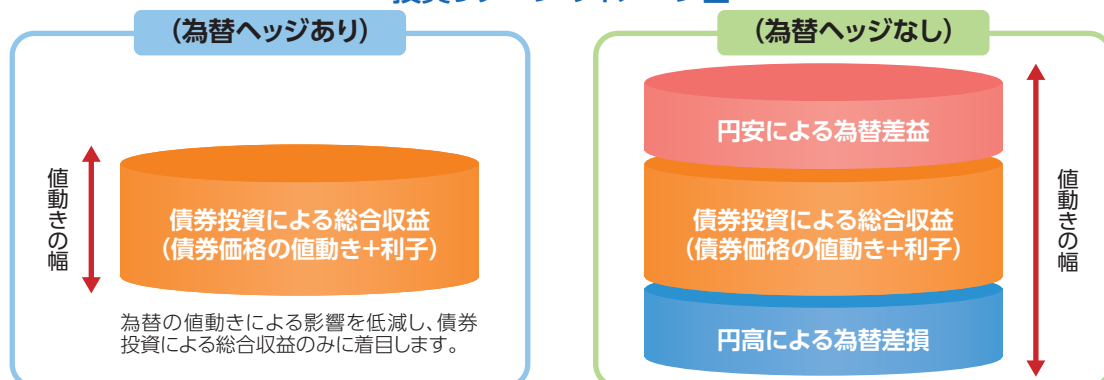 (為替ヘッジあり)
値動きの幅
債券投資による総合収益
(債券価格の値動き+利子)
為替の値動きによる影響を低減し、債券
投資による総合収益のみに着目します。
(為替ヘッジなし)
円安による為替差益
債券投資による総合収益
(債券価格の値動き+利子)
円高による為替差損
値動きの幅